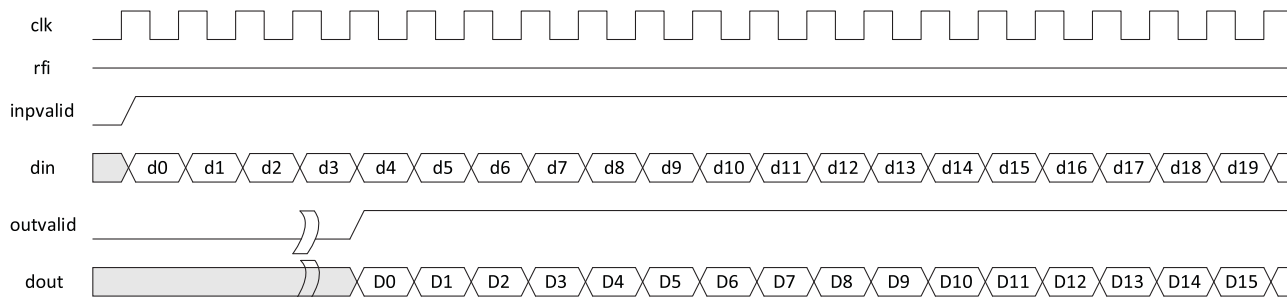 clk
rfi
inpvalid
din d0 d1 d2 d3 d4 d5 d6 d7 d8 d9 d10 d11 d12 d13 d14 d15 d16 d17 d18 d19
outvalid
dout D0 D1 D2 D3 D4 D5 D6 D7 D8 D9 D10 D11 D12 D13 D14 D15